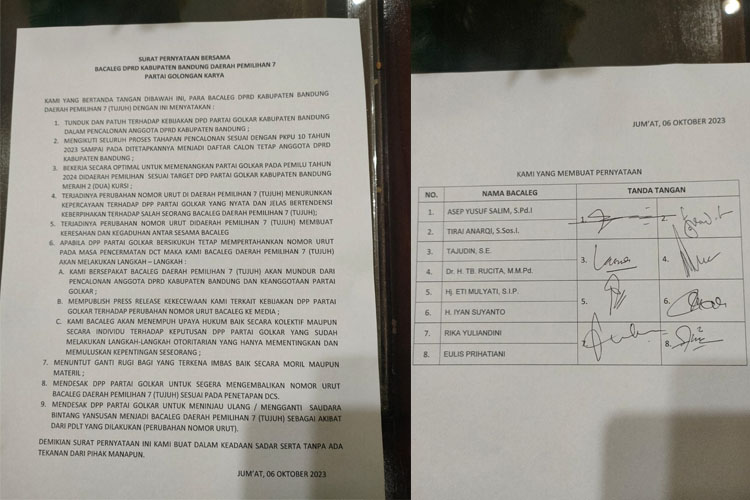 SURAT PERNYATAAN BERSAMA
BACALEG DPRD KABUPATEN BANDUNG DAERAH PEMILIHAN 7
PARTAI GOLONGAN KARYA
KAMI YANG BERTANDA TANGAN DIBAWAH INI, PARA BACALEG DPRD KABUPATEN BANDUNG
DAERAH PEMILIHAN 7 (TUJUH) DENGAN INI MENYATAKAN :
1. TUNDUK DAN PATUH TERHADAP KEBIJAKAN DPD PARTAI GOLKAR KABUPATEN BANDUNG
DALAM PENCALONAN ANGGOTA DPRD KABUPATEN BANDUNG ;
2. MENGIKUTI SELURUH PROSES TAHAPAN PENCALONAN SESUAI DENGAN PKPU 10 TAHUN
2023 SAMPAI PADA DITETAPKANNYA MENJADI DAFTAR CALON TETAP ANGGOTA DPRD
KABUPATEN BANDUNG ;
3. BEKERJA SECARA OPTIMAL UNTUK MEMENANGKAN PARTAI GOLKAR PADA PEMILU TAHUN
2024 DIDAERAH PEMILIHAN SESUAI TARGET DPD PARTAI GOLKAR KABUPATEN BANDUNG
MERAIH 2 (DUA) KURSI ;
4. TERJADINYA PERUBAHAN NOMOR URUT DI DAERAH PEMILIHAN 7 (TUJUH) MENURUNKAN
KEPERCAYAAN TERHADAP DPP PARTAI GOLKAR YANG NYATA DAN JELAS BERTENDENSI
KEBERPIHAKAN TERHADAP SALAH SEORANG BACALEG DAERAH PEMILIHAN 7 (TUJUH);
5. TERJADINYA PERUBAHAN NOMOR URUT DIDAERAH PEMILIHAN 7 (TUJUH) MEMBUAT
KERESAHAN DAN KEGADUHAN ANTAR SESAMA BACALEG
6. APABILA DPP PARTAI GOLKAR BERSIKUKUH TETAP MEMPERTAHANKAN NOMOR URUT
PADA MASA PENCERMATAN DCT MAKA KAMI BACALEG DAERAH PEMILIHAN 7 (TUJUH)
AKAN MELAKUKAN LANGKAH – LANGKAH :
A. KAMI BERSEPAKAT BACALEG DAERAH PEMILIHAN 7 (TUJUH) AKAN MUNDUR DARI
PENCALONAN ANGGOTA DPRD KABUPATEN BANDUNG DAN KEANGGOTAAN PARTAI
GOLKAR ;
B. MEMPUBLISH PRESS RELEASE KEKECEWAAN KAMI TERKAIT KEBIJAKAN DPP PARTAI
GOLKAR TERHADAP PERUBAHAN NOMOR URUT BACALEG KE MEDIA ;
C. KAMI BACALEG AKAN MENEMPUH UPAYA HUKUM BAIK SECARA KOLEKTIF MAUPUN
SECARA INDIVIDU TERHADAP KEPUTUSAN DPP PARTAI GOLKAR YANG SUDAH
MELAKUKAN LANGKAH-LANGKAH OTORITARIAN YANG HANYA MEMENTINGKAN DAN
MEMULUSKAN KEPENTINGAN SESEORANG ;
7. MENUNTUT GANTI RUGI BAGI YANG TERKENA IMBAS BAIK SECARA MORIL MAUPUN
MATERIL ;
8. MENDESAK DPP PARTAI GOLKAR UNTUK SEGERA MENGEMBALIKAN NOMOR URUT
BACALEG DAERAH PEMILIHAN 7 (TUJUH) SESUAI PADA PENETAPAN DCS.
9. MENDESAK DPP PARTAI GOLKAR UNTUK MENINJAU ULANG / MENGGANTI SAUDARA
BINTANG YANSUSAN MENJADI BACALEG DAERAH PEMILIHAN 7 (TUJUH) SEBAGAI AKIBAT
DARI PDLT YANG DILAKUKAN (PERUBAHAN NOMOR URUT).
DEMIKIAN SURAT PERNYATAAN INI KAMI BUAT DALAM KEADAAN SADAR SERTA TANPA ADA
TEKANAN DARI PIHAK MANAPUN.
JUM'AT, 06 OKTOBER 2023
JUM'AT, 06 OKTOBER 2023
KAMI YANG MEMBUAT PERNYATAAN
NO. NAMA BACALEG TANDA TANGAN
1. ASEP YUSUF SALIM, S.Pd.I 1. 2.
2. TIRAI ANARQI, S.Sos.I.
3. TAJUDIN, S.E. 3. 4.
4. Dr. H. TB. RUCITA, M.M.Pd.
5. Hj. ETI MULYATI, S.I.P 5. 6.
6. H. IYAN SUYANTO
7. RIKA YULIANDINI 7. 8.
8. EULIS PRIHATIANI